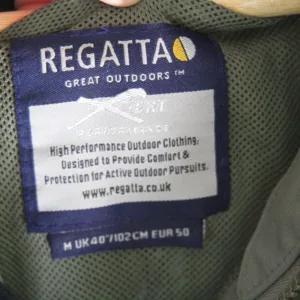 REGATTA
GREAT OUTDOORS™
PERFORMANCE
High Performance Outdoor Clothing:
Designed to Provide Comfort &
Protection for Active Outdoor Pursuits.
www.regatta.co.uk
M UK40"/102CM EUR 50